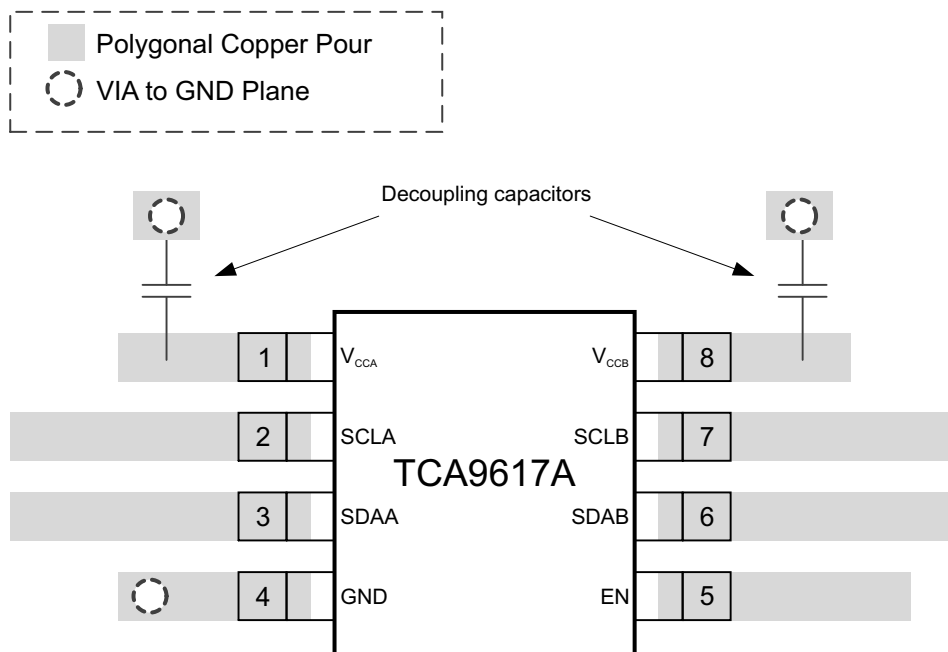 Polygonal Copper Pour
VIA to GND Plane
Decoupling capacitors
1 VCCA VCCB 8
2 SCLA SCLB 7
TCA9617A
3 SDAA SDAB 6
4 GND EN 5